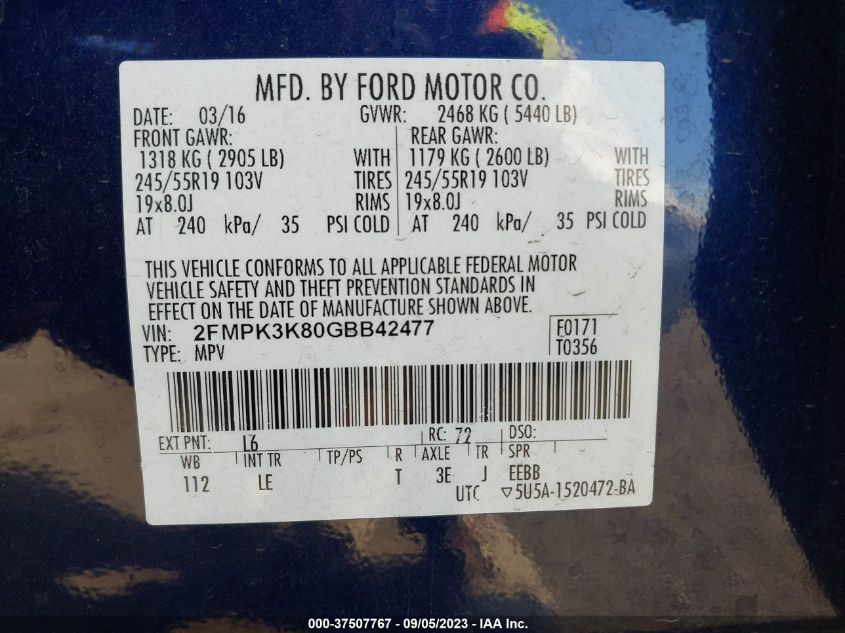 MFD. BY FORD MOTOR CO.
DATE: 03/16 GVWR: 2468 KG ( 5440 LB)
FRONT GAWR: REAR GAWR:
1318 KG ( 2905 LB) WITH 1179 KG ( 2600 LB) WITH
245/55R19 103V TIRES 245/55R19 103V TIRES
19x8.0J RIMS 19x8.0J RIMS
AT 240 kPa/ 35 PSI COLD AT 240 kPa/ 35 PSI COLD
THIS VEHICLE CONFORMS TO ALL APPLICABLE FEDERAL MOTOR
VEHICLE SAFETY AND THEFT PREVENTION STANDARDS IN
EFFECT ON THE DATE OF MANUFACTURE SHOWN ABOVE.
VIN: 2FMPK3K80GBB42477 F0171
TYPE: MPV T0356
EXT PNT: L6 RC: 72 DSO:
WB INT TR TP/PS R AXLE TR SPR
112 LE T 3E J EEBB
UTC ▽5U5A-1520472-BA
000-37507767 - 09/05/2023 - IAA Inc.